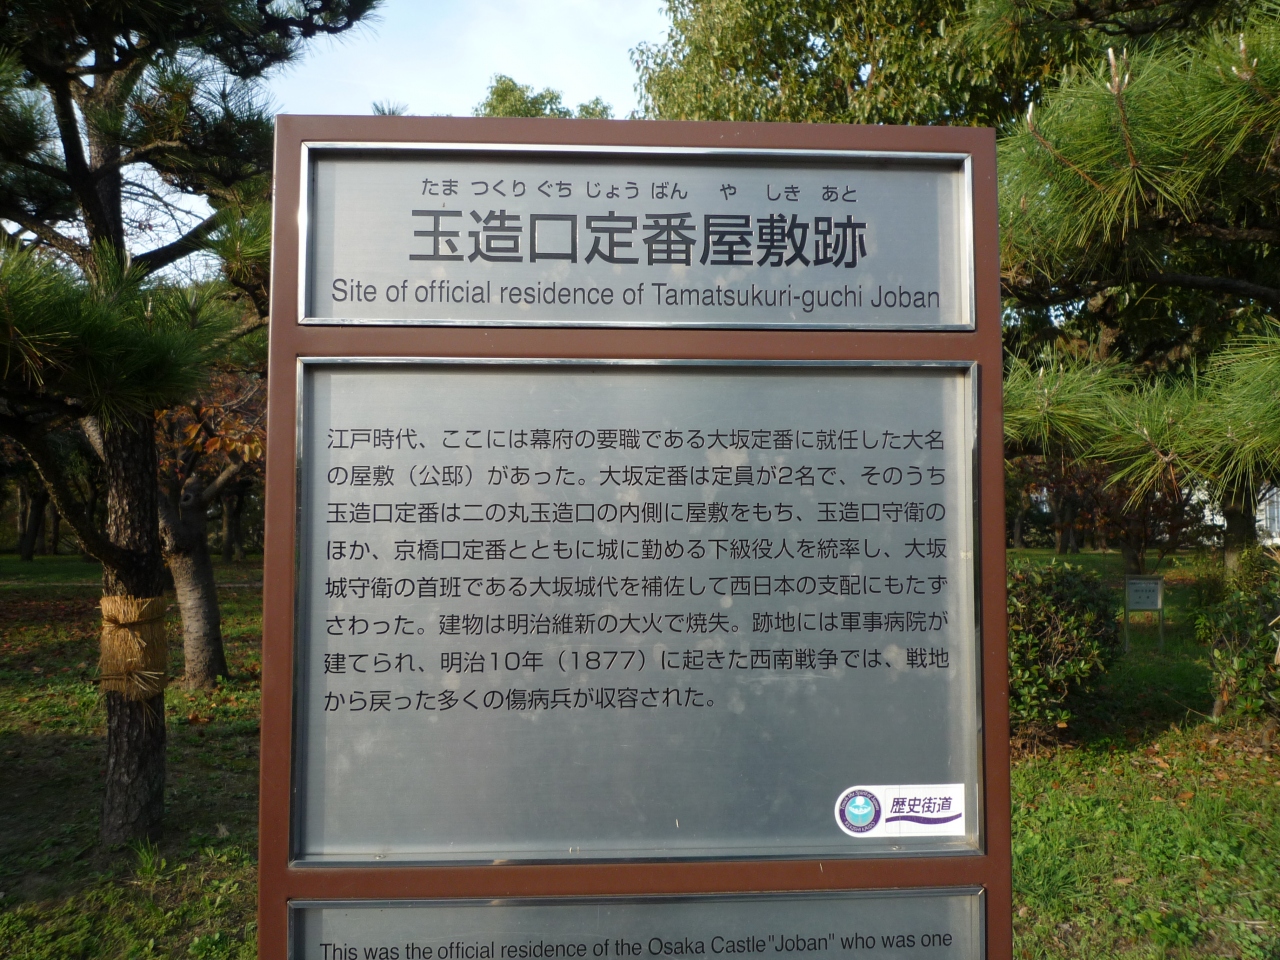 たま つくり ぐち じょう ばん や しき あと
玉造口定番屋敷跡
Site of official residence of Tamatsukuri-guchi Joban
江戸時代、ここには幕府の要職である大坂定番に就任した大名
の屋敷（公邸）があった。大坂定番は定員が2名で、そのうち
玉造口定番は二の丸玉造口の内側に屋敷をもち、玉造口守衛の
ほか、京橋口定番とともに城に勤める下級役人を統率し、大坂
城守衛の首班である大坂城代を補佐して西日本の支配にもたず
さわった。建物は明治維新の大火で焼失。跡地には軍事病院が
建てられ、明治10年（1877）に起きた西南戦争では、戦地
から戻った多くの傷病兵が収容された。
歴史街道
This was the official residence of the Osaka Castle"Joban" who was one